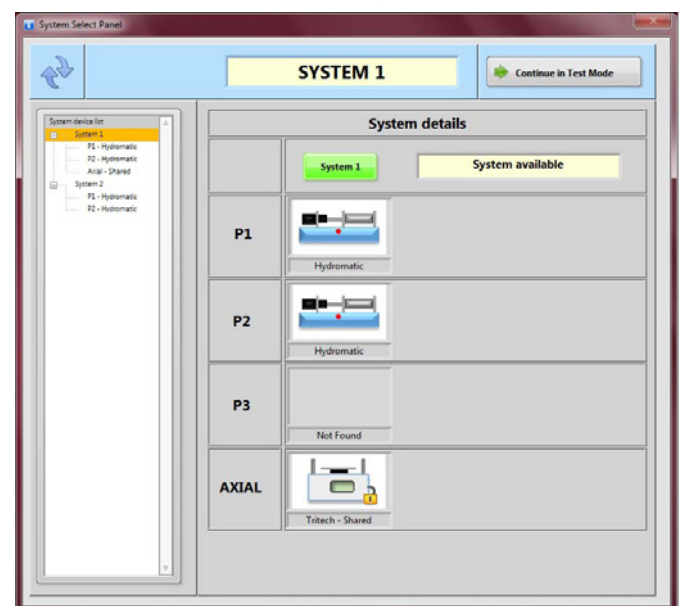 System Select Panel
SYSTEM 1
Continue in Test Mode
System device list
System 1
P1 - Hydromatic
P2 - Hydromatic
Axial - Shared
System 2
P1 - Hydromatic
P2 - Hydromatic
System details
System 1
System available
P1
Hydromatic
P2
Hydromatic
P3
Not Found
AXIAL
Tritech - Shared